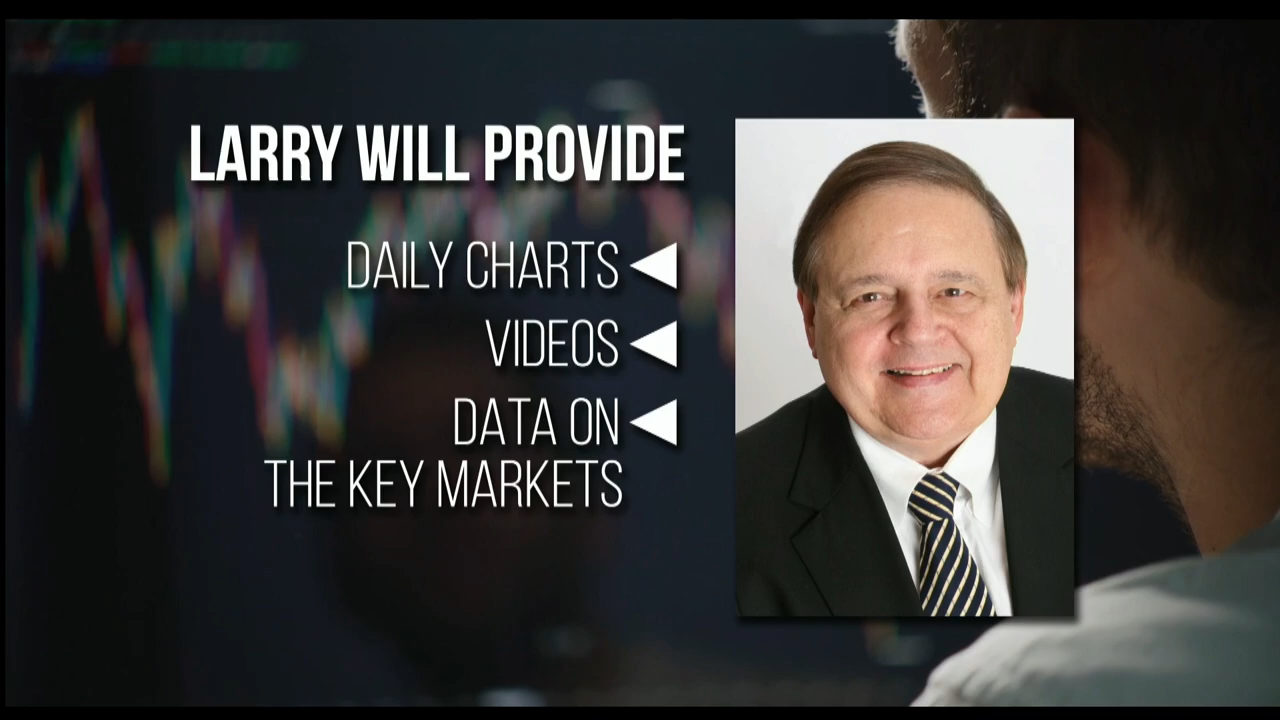 LARRY WILL PROVIDE
DAILY CHARTS
VIDEOS
DATA ON
THE KEY MARKETS